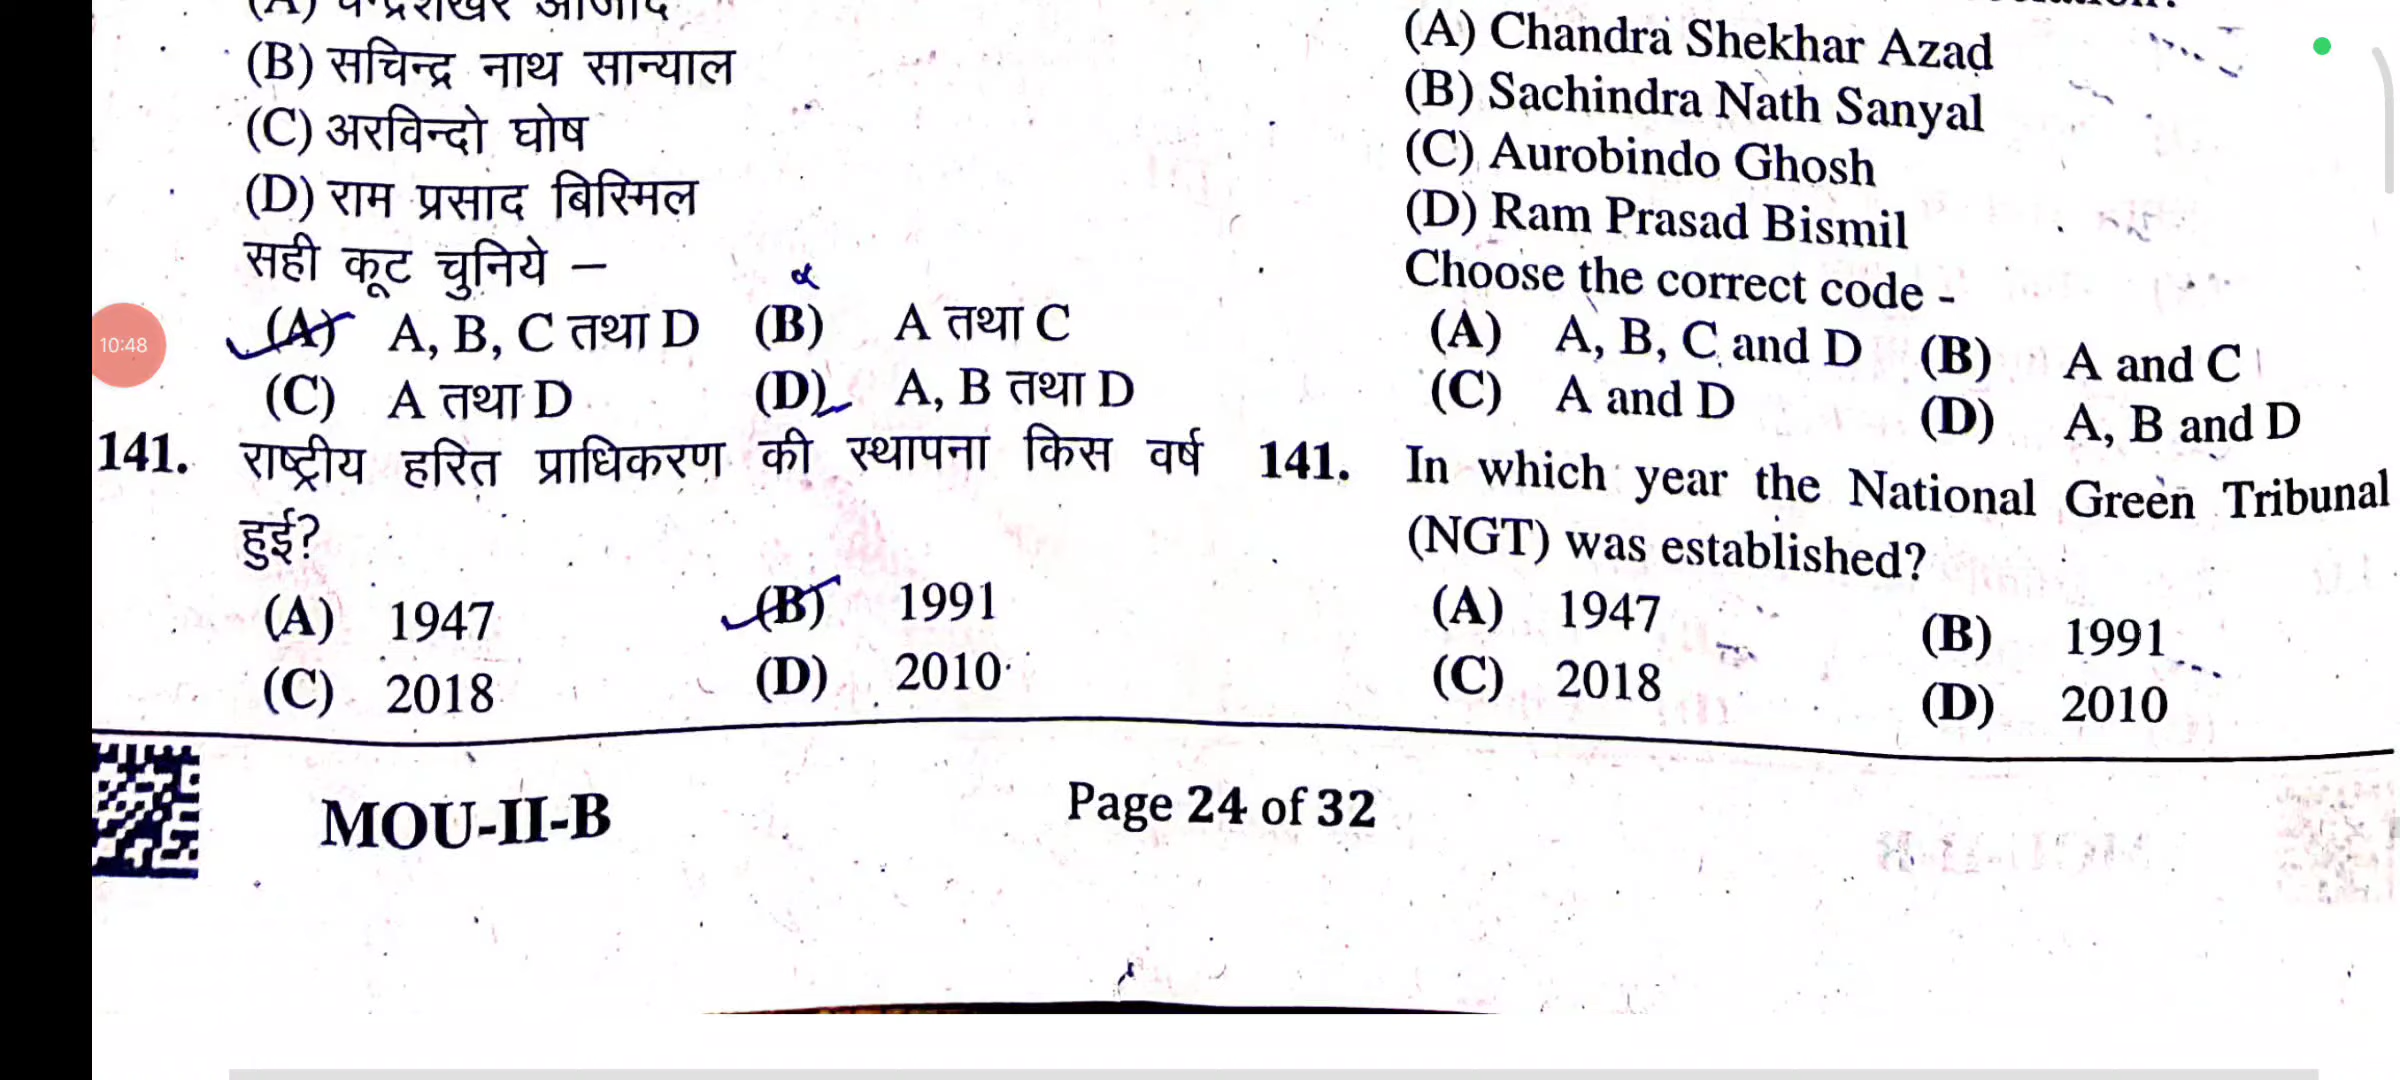 (B) सचिन्द्र नाथ सान्याल
(C) अरविन्दो घोष
(D) राम प्रसाद बिस्मिल
सही कूट चुनिये –
(A) A, B, C तथा D (B) A तथा C
(C) A तथा D (D) A, B तथा D
141. राष्ट्रीय हरित प्राधिकरण की स्थापना किस वर्ष
हुई?
(A) 1947 (B) 1991
(C) 2018 (D) 2010
(A) Chandra Shekhar Azad
(B) Sachindra Nath Sanyal
(C) Aurobindo Ghosh
(D) Ram Prasad Bismil
Choose the correct code -
(A) A, B, C and D (B) A and C
(C) A and D (D) A, B and D
141. In which year the National Green Tribunal
(NGT) was established?
(A) 1947 (B) 1991
(C) 2018 (D) 2010
10:48
MOU-II-B
Page 24 of 32